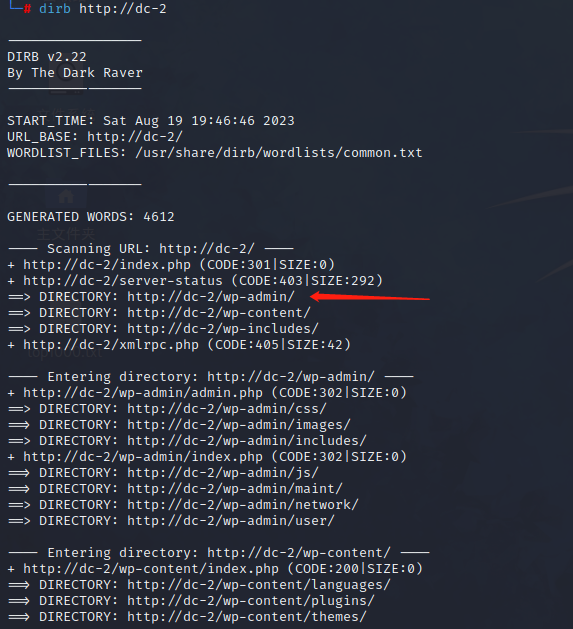 └─# dirb http://dc-2
-----------------
DIRB v2.22
By The Dark Raver
-----------------
START_TIME: Sat Aug 19 19:46:46 2023
URL_BASE: http://dc-2/
WORDLIST_FILES: /usr/share/dirb/wordlists/common.txt
-----------------
GENERATED WORDS: 4612
---- Scanning URL: http://dc-2/ ----
+ http://dc-2/index.php (CODE:301|SIZE:0)
+ http://dc-2/server-status (CODE:403|SIZE:292)
==> DIRECTORY: http://dc-2/wp-admin/
==> DIRECTORY: http://dc-2/wp-content/
==> DIRECTORY: http://dc-2/wp-includes/
+ http://dc-2/xmlrpc.php (CODE:405|SIZE:42)
---- Entering directory: http://dc-2/wp-admin/ ----
+ http://dc-2/wp-admin/admin.php (CODE:302|SIZE:0)
==> DIRECTORY: http://dc-2/wp-admin/css/
==> DIRECTORY: http://dc-2/wp-admin/images/
==> DIRECTORY: http://dc-2/wp-admin/includes/
+ http://dc-2/wp-admin/index.php (CODE:302|SIZE:0)
==> DIRECTORY: http://dc-2/wp-admin/js/
==> DIRECTORY: http://dc-2/wp-admin/maint/
==> DIRECTORY: http://dc-2/wp-admin/network/
==> DIRECTORY: http://dc-2/wp-admin/user/
---- Entering directory: http://dc-2/wp-content/ ----
+ http://dc-2/wp-content/index.php (CODE:200|SIZE:0)
==> DIRECTORY: http://dc-2/wp-content/languages/
==> DIRECTORY: http://dc-2/wp-content/plugins/
==> DIRECTORY: http://dc-2/wp-content/themes/